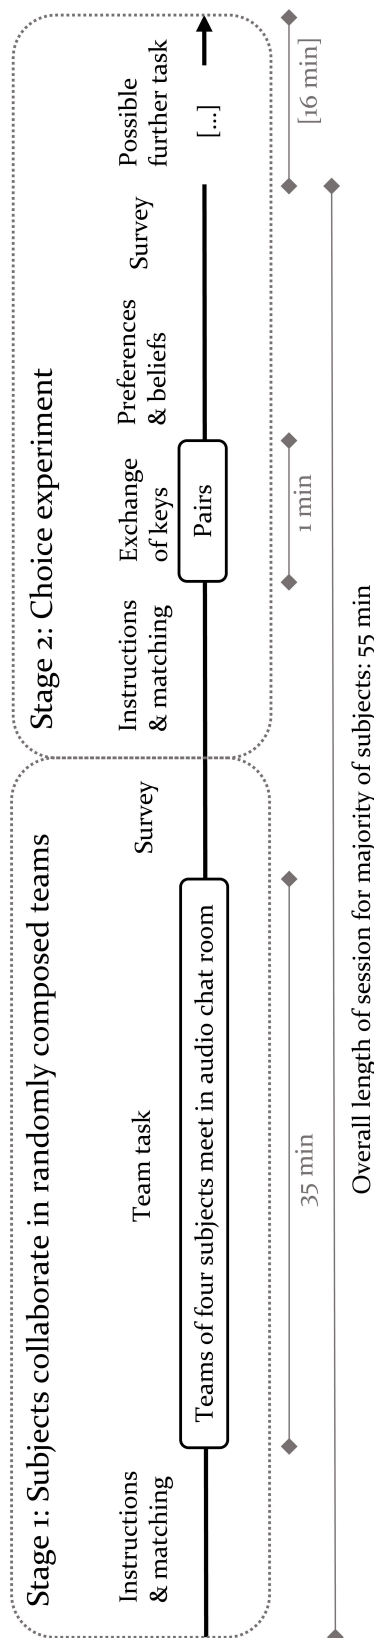 Stage 1: Subjects collaborate in randomly composed teams
Instructions
& matching
Team task
Survey
Teams of four subjects meet in audio chat room
35 min
Stage 2: Choice experiment
Instructions
& matching
Exchange
of keys
Preferences
& beliefs
Survey
Possible
further task
Pairs
[...]
1 min
[16 min]
Overall length of session for majority of subjects: 55 min